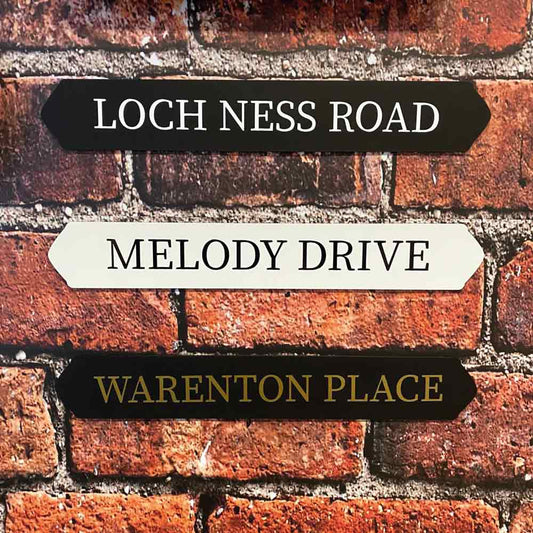 LOCH NESS ROAD
MELODY DRIVE
WARENTON PLACE